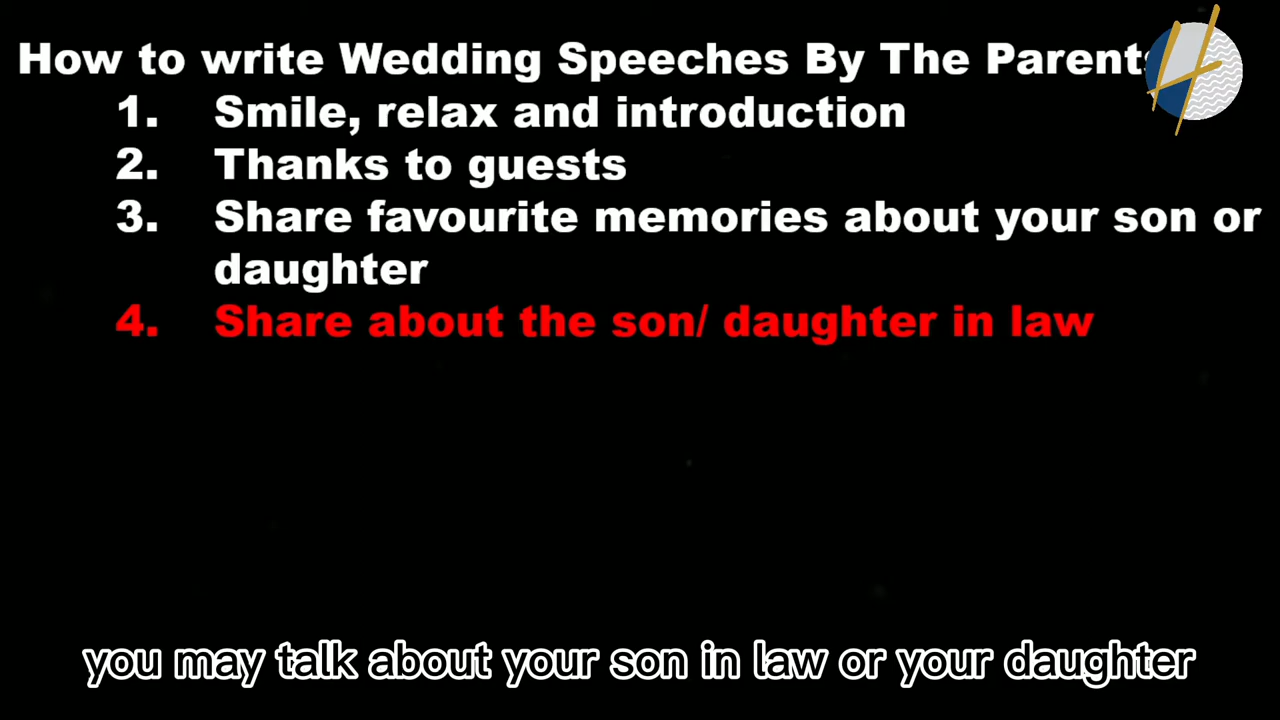 How to write Wedding Speeches By The Parents
1. Smile, relax and introduction
2. Thanks to guests
3. Share favourite memories about your son or
daughter
4. Share about the son/ daughter in law
you may talk about your son in law or your daughter